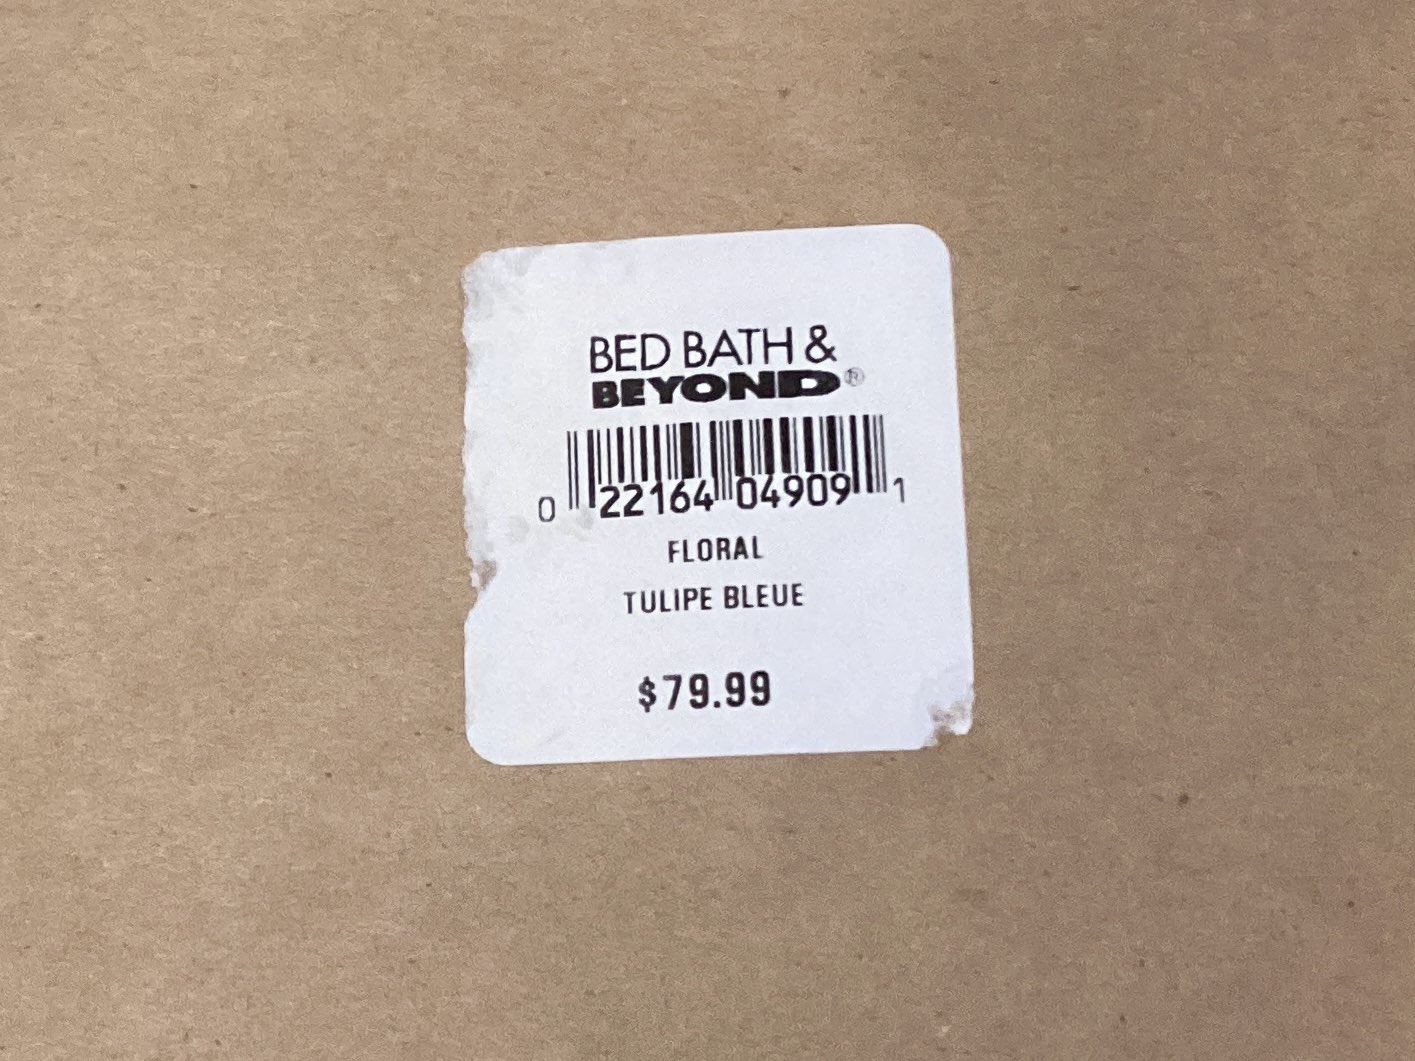 BED BATH &
BEYOND®
0 22164 04909 1
FLORAL
TULIPE BLEUE
$79.99